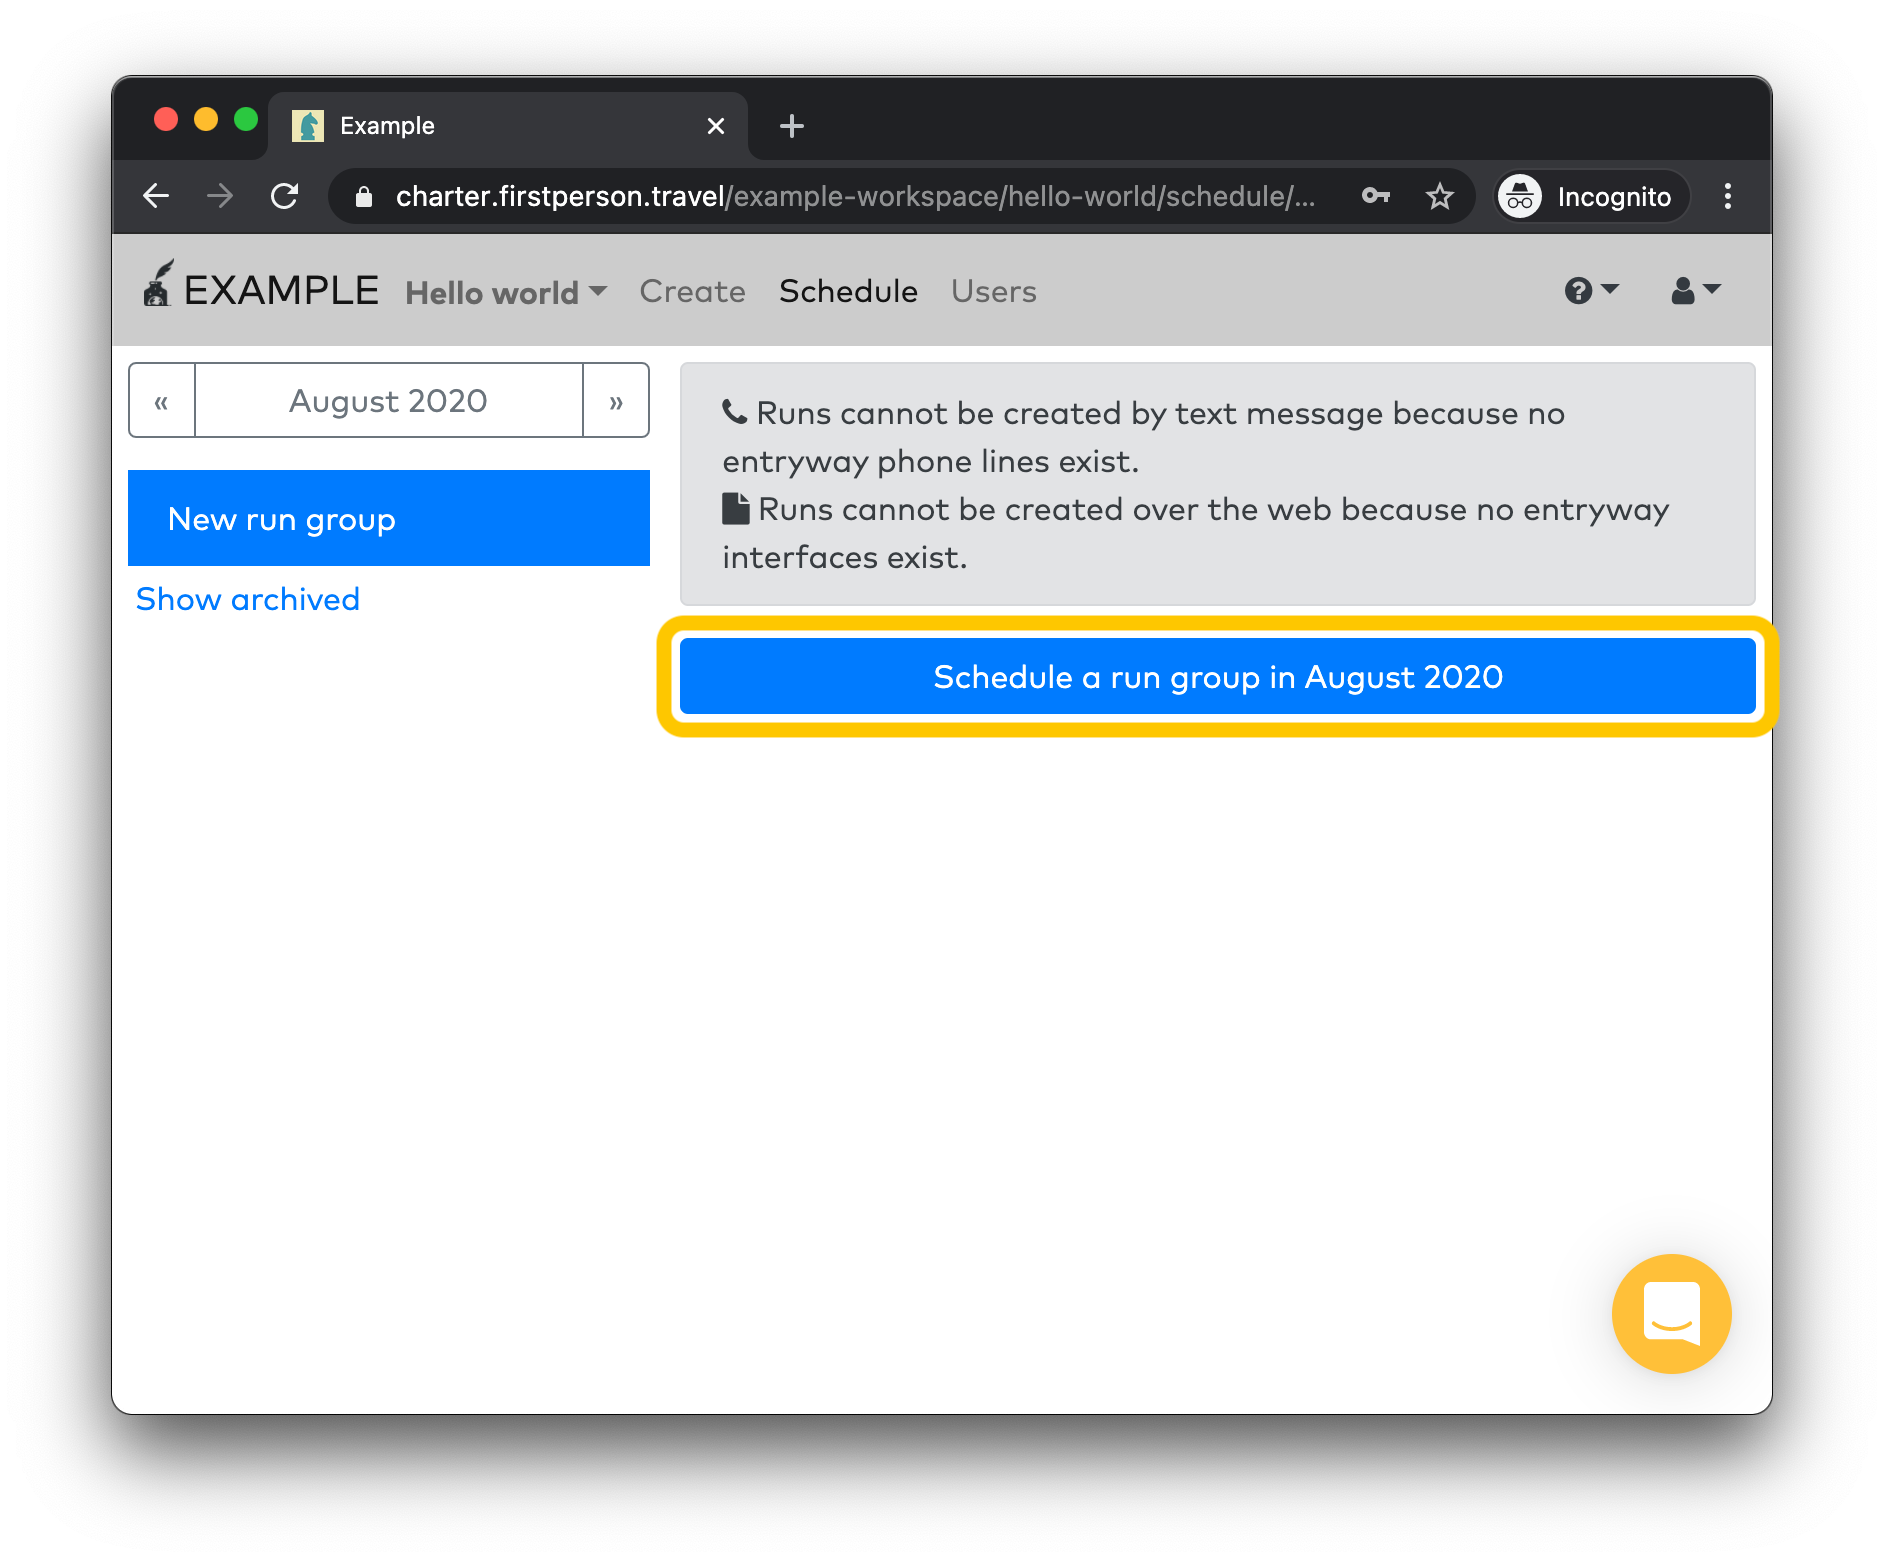 Example
charter.firstperson.travel/example-workspace/hello-world/schedule/...
Incognito
EXAMPLE Hello world Create Schedule Users
« August 2020 »
New run group
Show archived
Runs cannot be created by text message because no
entryway phone lines exist.
Runs cannot be created over the web because no entryway
interfaces exist.
Schedule a run group in August 2020